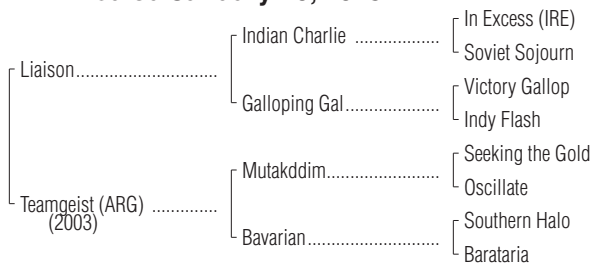 In Excess (IRE)
Indian Charlie ...................
Soviet Sojourn
Liaison.............................
Victory Gallop
Galloping Gal.....................
Indy Flash
Seeking the Gold
Mutakddim.........................
Oscillate
Teamgeist (ARG) .............
(2003)
Southern Halo
Bavarian.............................
Barataria